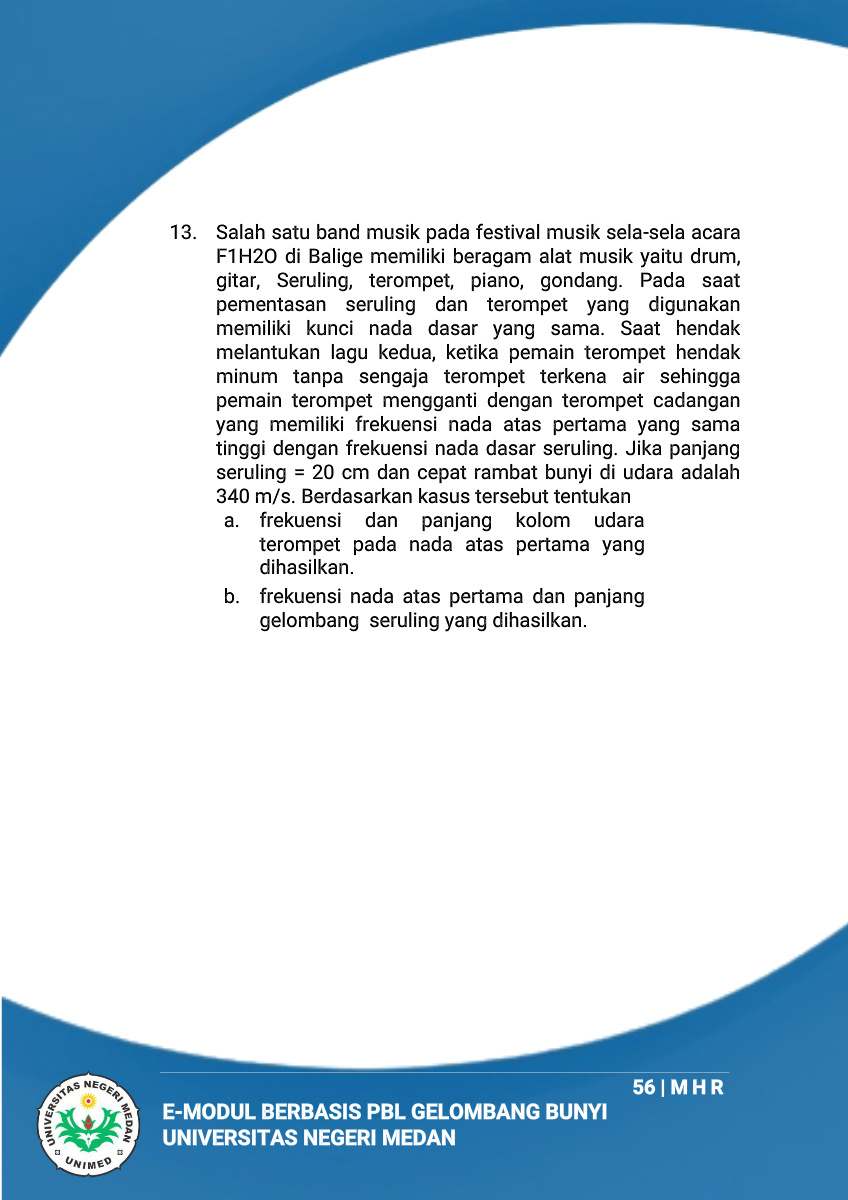 13. Salah satu band musik pada festival musik sela-sela acara
F1H2O di Balige memiliki beragam alat musik yaitu drum,
gitar, Seruling, terompet, piano, gondang. Pada saat
pementasan seruling dan terompet yang digunakan
memiliki kunci nada dasar yang sama. Saat hendak
melantukan lagu kedua, ketika pemain terompet hendak
minum tanpa sengaja terompet terkena air sehingga
pemain terompet mengganti dengan terompet cadangan
yang memiliki frekuensi nada atas pertama yang sama
tinggi dengan frekuensi nada dasar seruling. Jika panjang
seruling = 20 cm dan cepat rambat bunyi di udara adalah
340 m/s. Berdasarkan kasus tersebut tentukan
a. frekuensi dan panjang kolom udara
terompet pada nada atas pertama yang
dihasilkan.
b. frekuensi nada atas pertama dan panjang
gelombang seruling yang dihasilkan.
56 | M H R
E-MODUL BERBASIS PBL GELOMBANG BUNYI
UNIVERSITAS NEGERI MEDAN
UNIVERSITAS NEGERI MEDAN
UNIMED